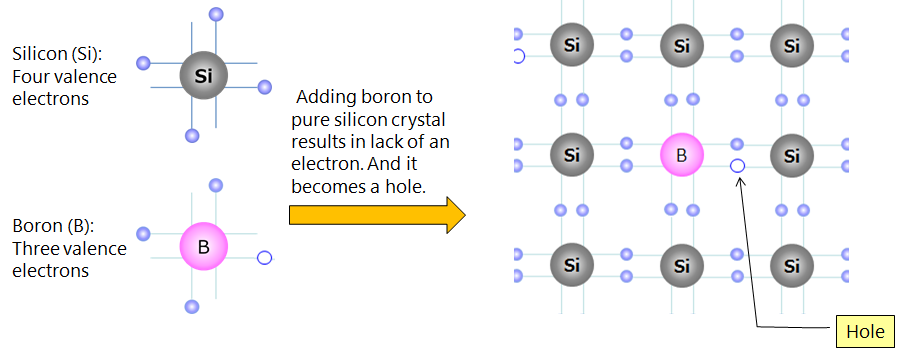 Silicon (Si):
Four valence
electrons
Si
Boron (B):
Three valence
electrons
B
Adding boron to
pure silicon crystal
results in lack of an
electron. And it
becomes a hole.
Si Si Si
Si B Si
Si Si Si
Hole